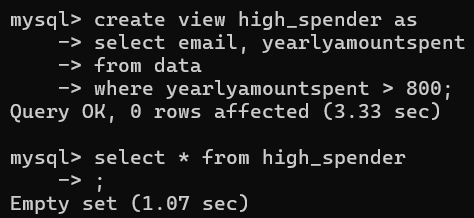 mysql> create view high_spender as
    -> select email, yearlyamountspent
    -> from data
    -> where yearlyamountspent > 800;
Query OK, 0 rows affected (3.33 sec)

mysql> select * from high_spender
    -> ;
Empty set (1.07 sec)